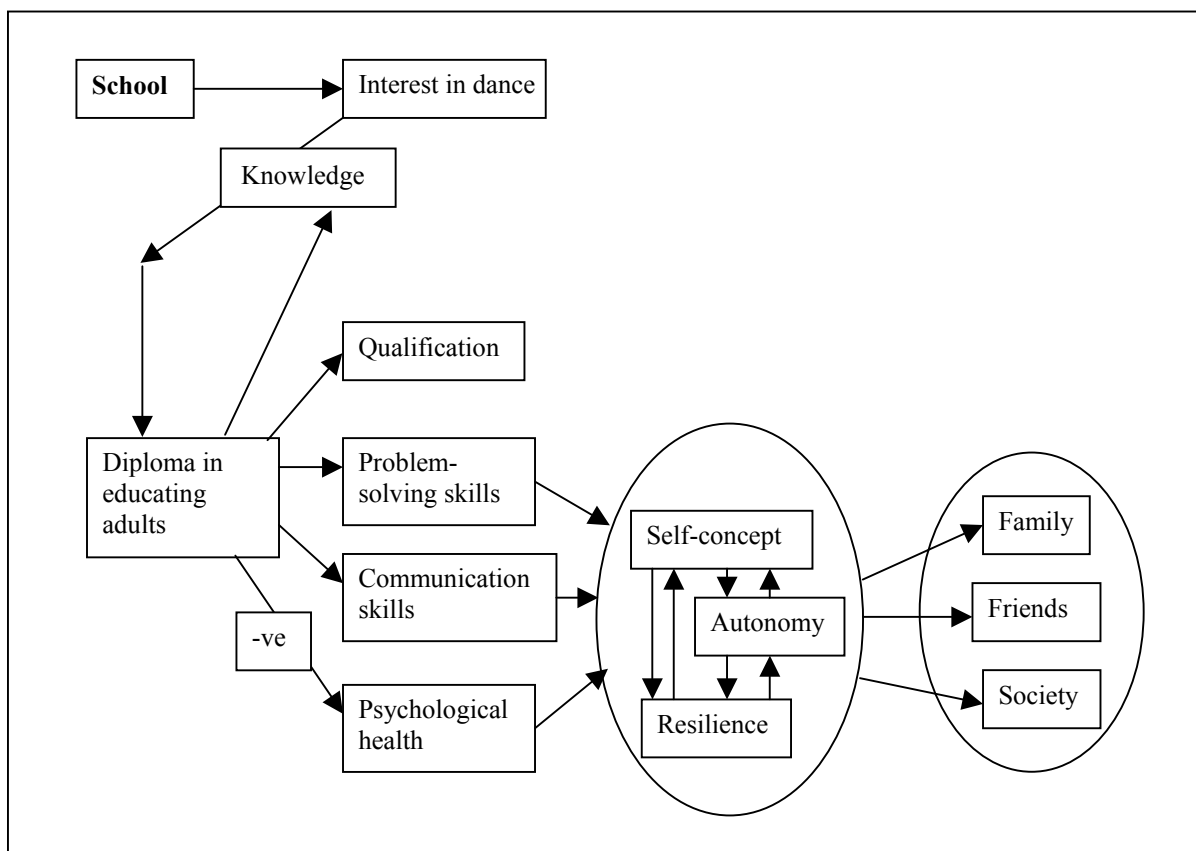 School
Interest in dance
Knowledge
Qualification
Diploma in
educating
adults
Problem-
solving skills
Communication
skills
-ve
Psychological
health
Self-concept
Autonomy
Resilience
Family
Friends
Society